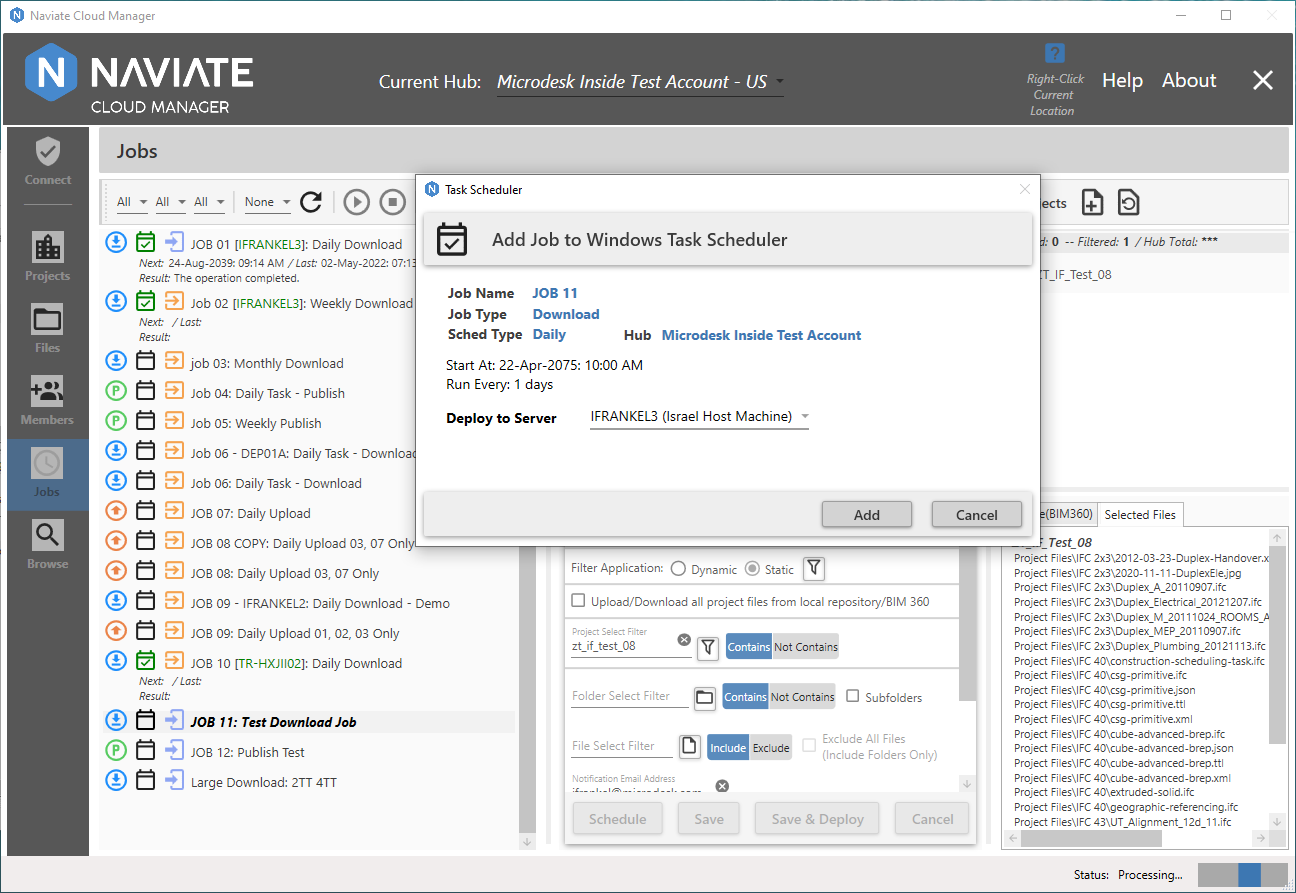 Naviate Cloud Manager
NAVIATE
CLOUD MANAGER
Current Hub: Microdesk Inside Test Account - US
?
Right-Click
Current
Location
Help About
Connect
Projects
Files
Members
Jobs
Browse
Jobs
All All All None
JOB 01 [IFRANKEL3]: Daily Download
Next: 24-Aug-2039: 09:14 AM / Last: 02-May-2022: 07:13
Result: The operation completed.
Job 02 [IFRANKEL3]: Weekly Download
Next: / Last:
Result:
job 03: Monthly Download
P Job 04: Daily Task - Publish
P Job 05: Weekly Publish
Job 06 - DEP01A: Daily Task - Download
Job 06: Daily Task - Download
JOB 07: Daily Upload
JOB 08 COPY: Daily Upload 03, 07 Only
JOB 08: Daily Upload 03, 07 Only
JOB 09 - IFRANKEL2: Daily Download - Demo
JOB 09: Daily Upload 01, 02, 03 Only
JOB 10 [TR-HXJII02]: Daily Download
Next: / Last:
Result:
JOB 11: Test Download Job
P JOB 12: Publish Test
Large Download: 2TT 4TT
Task Scheduler
Add Job to Windows Task Scheduler
Job Name JOB 11
Job Type Download
Sched Type Daily Hub Microdesk Inside Test Account
Start At: 22-Apr-2075: 10:00 AM
Run Every: 1 days
Deploy to Server IFRANKEL3 (Israel Host Machine)
Add Cancel
ects
d: 0 -- Filtered: 1 / Hub Total: ***
ZT_IF_Test_08
Filter Application: Dynamic Static
Upload/Download all project files from local repository/BIM 360
Project Select Filter
zt_if_test_08
Contains Not Contains
Folder Select Filter Contains Not Contains Subfolders
File Select Filter Include Exclude Exclude All Files
(Include Folders Only)
Notification Email Address
ifrankel@microdesk.com
Schedule Save Save & Deploy Cancel
e(BIM360) Selected Files
zt_IF_Test_08
Project Files\IFC 2x3\2012-03-23-Duplex-Handover.x
Project Files\IFC 2x3\2020-11-11-DuplexEle.jpg
Project Files\IFC 2x3\Duplex_A_20110907.ifc
Project Files\IFC 2x3\Duplex_Electrical_20121207.ifc
Project Files\IFC 2x3\Duplex_M_20111024_ROOMS_A
Project Files\IFC 2x3\Duplex_MEP_20110907.ifc
Project Files\IFC 2x3\Duplex_Plumbing_20121113.ifc
Project Files\IFC 40\construction-scheduling-task.ifc
Project Files\IFC 40\csg-primitive.ifc
Project Files\IFC 40\csg-primitive.json
Project Files\IFC 40\csg-primitive.ttl
Project Files\IFC 40\csg-primitive.xml
Project Files\IFC 40\cube-advanced-brep.ifc
Project Files\IFC 40\cube-advanced-brep.json
Project Files\IFC 40\cube-advanced-brep.ttl
Project Files\IFC 40\cube-advanced-brep.xml
Project Files\IFC 40\extruded-solid.ifc
Project Files\IFC 40\geographic-referencing.ifc
Project Files\IFC 43\UT_Alignment_12d_11.ifc
Status: Processing...